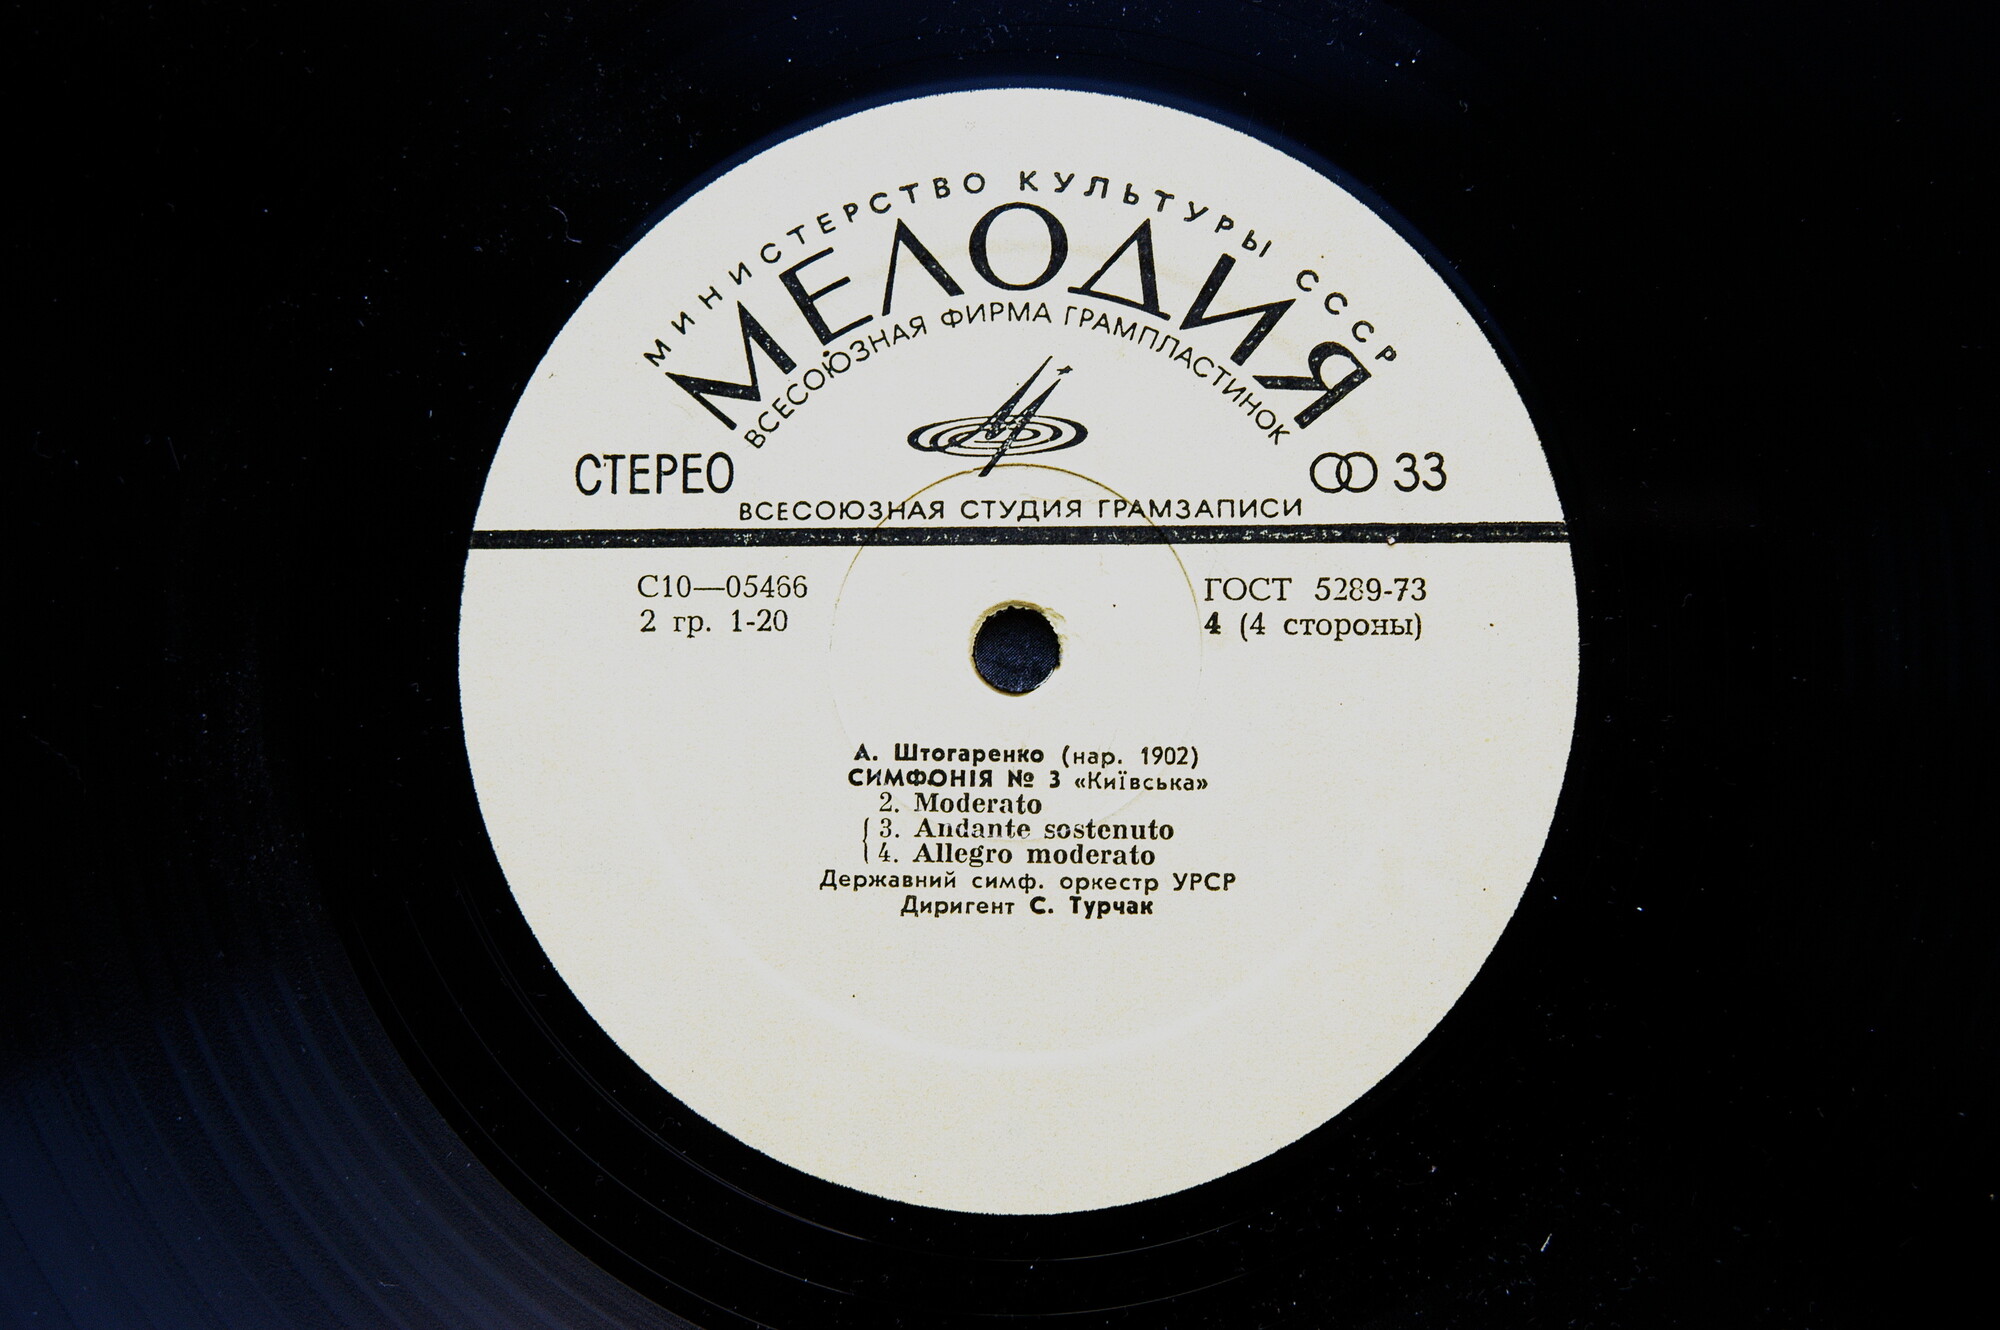 МИНИСТЕРСТВО КУЛЬТУРЫ СССР
МЕЛОДИЯ
ВСЕСОЮЗНАЯ ФИРМА ГРАМПЛАСТИНОК
СТЕРЕО
33
ВСЕСОЮЗНАЯ СТУДИЯ ГРАМЗАПИСИ
С10—05466
2 гр. 1-20
ГОСТ 5289-73
4 (4 стороны)
А. Штогаренко (нар. 1902)
СИМФОНІЯ № 3 «Київська»
2. Moderato
3. Andante sostenuto
4. Allegro moderato
Державний симф. оркестр УРСР
Диригент С. Турчак